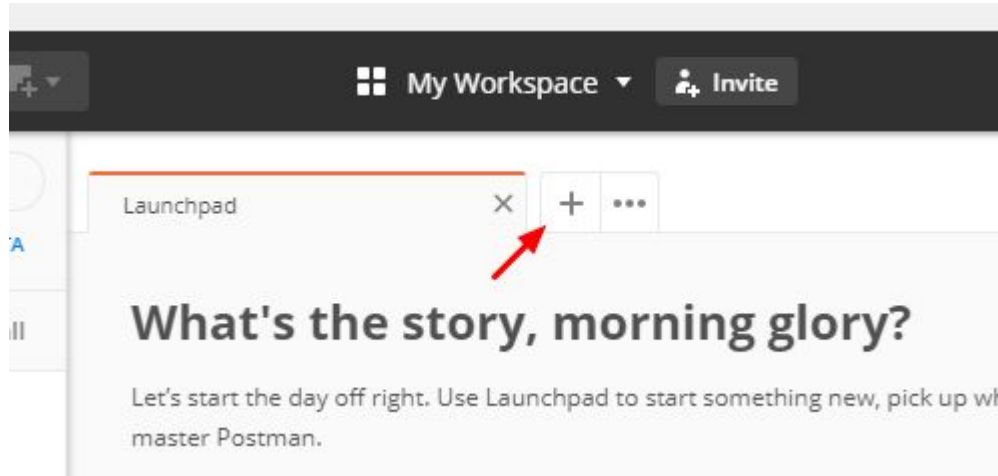 My Workspace
Invite
Launchpad
What's the story, morning glory?
Let's start the day off right. Use Launchpad to start something new, pick up
master Postman.